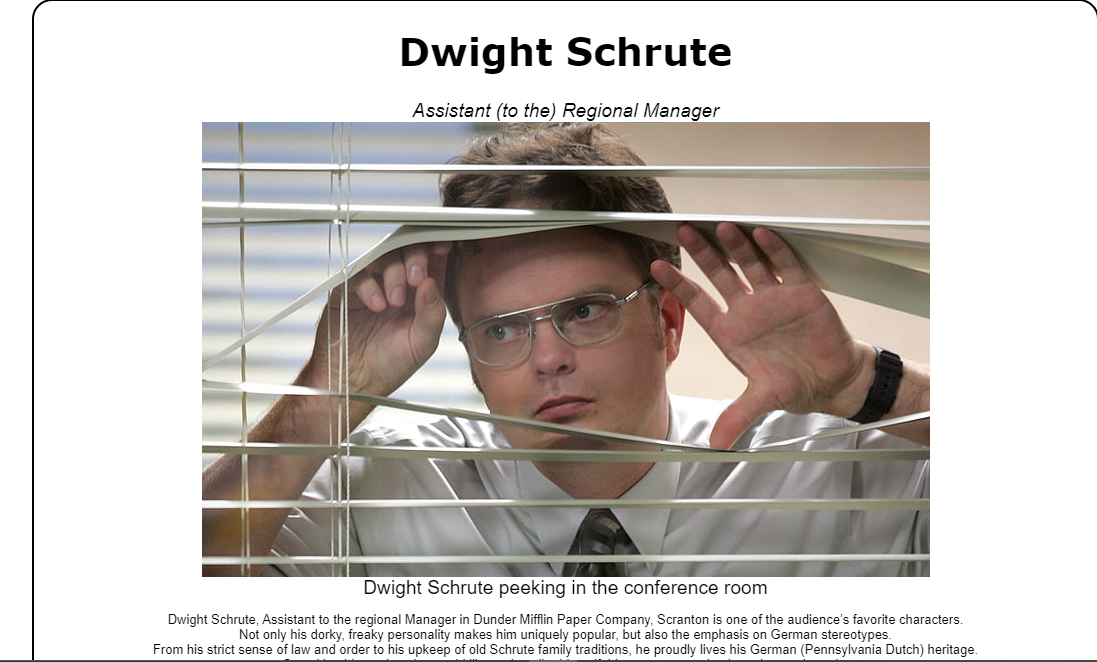 Dwight Schrute
Assistant (to the) Regional Manager
Dwight Schrute peeking in the conference room
Dwight Schrute, Assistant to the regional Manager in Dunder Mifflin Paper Company, Scranton is one of the audience's favorite characters.
Not only his dorky, freaky personality makes him uniquely popular, but also the emphasis on German stereotypes.
From his strict sense of law and order to his upkeep of old Schrute family traditions, he proudly lives his German (Pennsylvania Dutch) heritage.